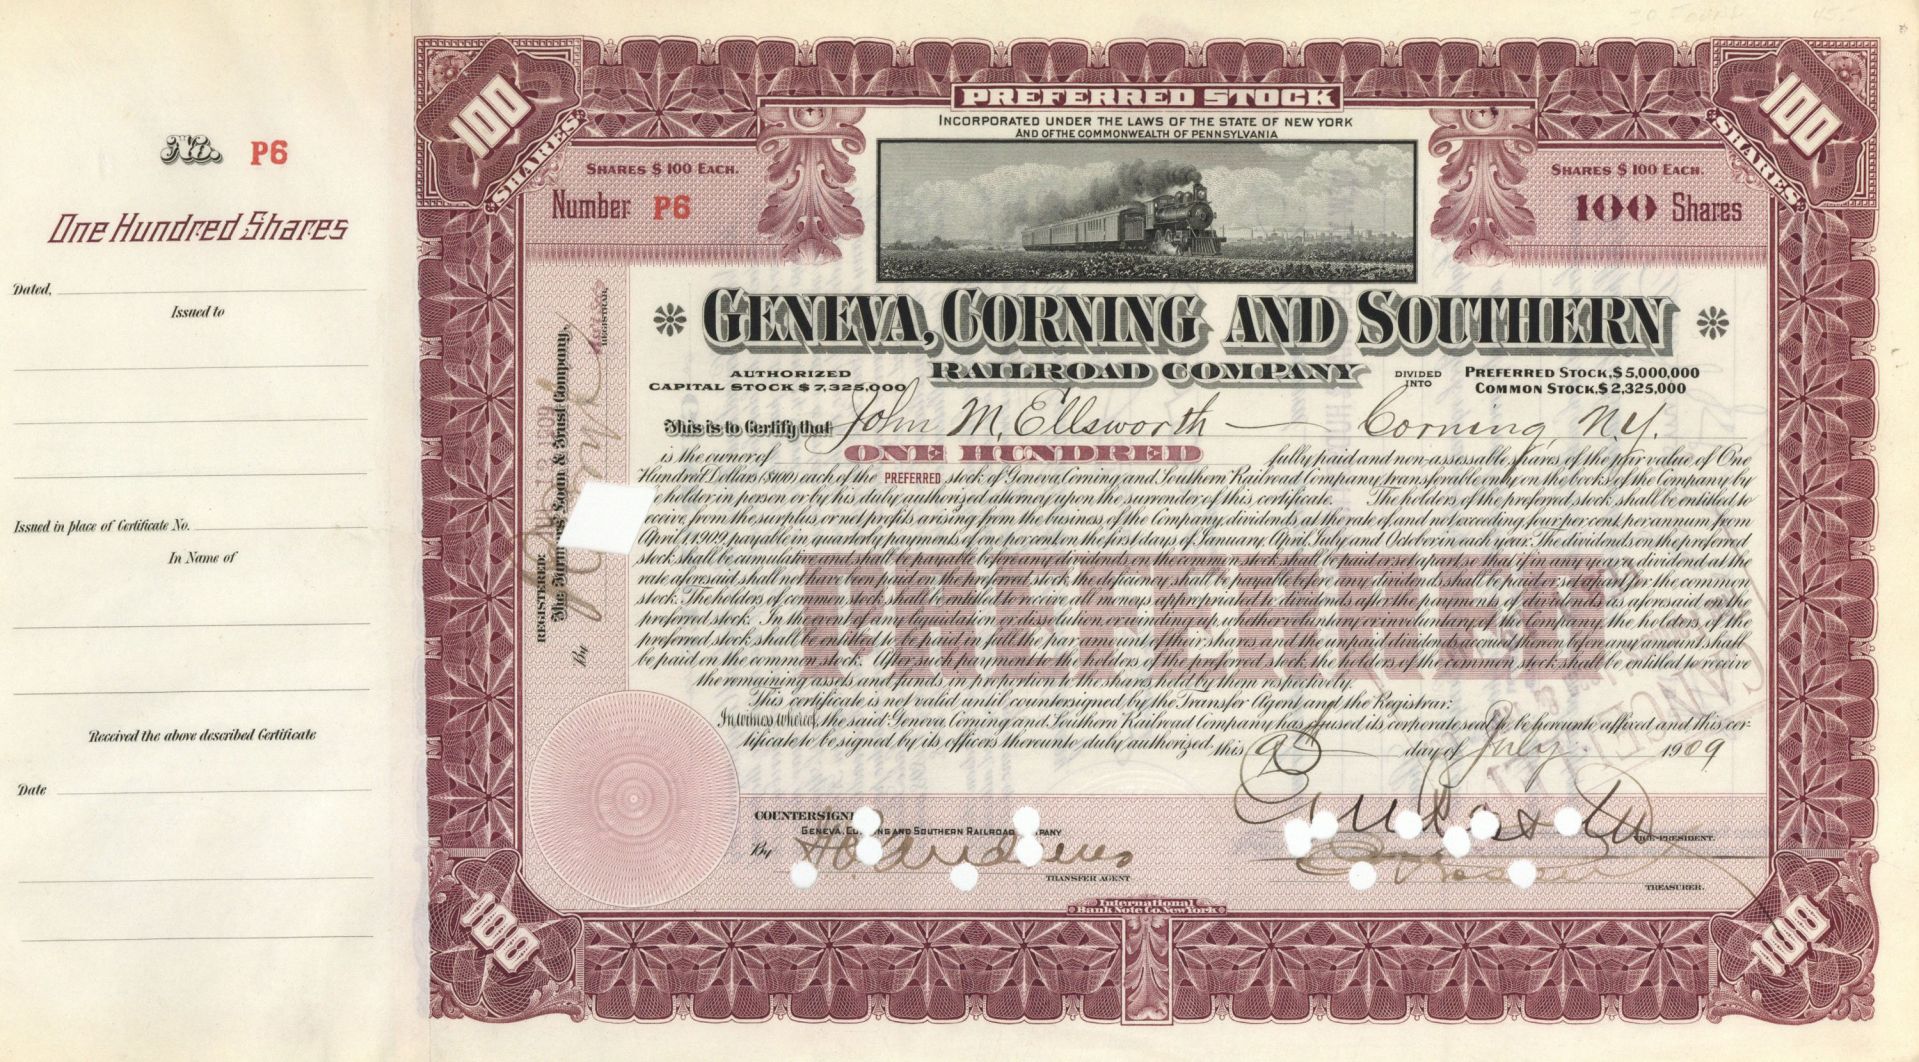 No. P6
One Hundred Shares
Dated,
Issued to
Issued in place of Certificate No.
In Name of
Received the above described Certificate
Date
100 SHARES
100 SHARES
PREFERRED STOCK
INCORPORATED UNDER THE LAWS OF THE STATE OF NEW YORK
AND OF THE COMMONWEALTH OF PENNSYLVANIA
SHARES $ 100 EACH.
Number P6
SHARES $ 100 EACH.
100 Shares
GENEVA, CORNING AND SOUTHERN
RAILROAD COMPANY
AUTHORIZED
CAPITAL STOCK $ 7,325,000
DIVIDED
INTO
PREFERRED STOCK, $ 5,000,000
COMMON STOCK, $ 2,325,000
This is to Certify that John M. Ellsworth — Corning, N.Y.
is the owner of ONE HUNDRED fully paid and non-assessable shares of the par value of One
Hundred Dollars ($100) each of the PREFERRED stock of Geneva, Corning and Southern Railroad Company, transferable only on the books of the Company by
holder in person or by his duly authorized attorney upon the surrender of this certificate. The holders of the preferred stock shall be entitled to
receive, from the surplus or net profits arising from the business of the Company, dividends at the rate of and not exceeding four per cent. per annum from
April 1, 1909, payable in quarterly payments of one per cent. on the first days of January, April, July and October in each year. The dividends on the preferred
stock shall be cumulative and shall be payable before any dividends on the common stock shall be paid or set apart, so that if in any year a dividend at the
rate aforesaid shall not have been paid on the preferred stock, the deficiency shall be payable before any dividends shall be paid or set apart for the common
stock. The holders of common stock shall be entitled to receive all moneys appropriated to dividends after the payments of dividends as aforesaid on the
preferred stock. In the event of any liquidation or dissolution or winding up, whether voluntary or involuntary, of the Company, the holders of the
preferred stock shall be entitled to be paid in full the par amount of their shares and the unpaid dividends accrued thereon before any amount shall
be paid on the common stock. After such payment to the holders of the preferred stock, the holders of the common stock shall be entitled to receive
the remaining assets and funds in proportion to the shares held by them respectively.
This certificate is not valid until countersigned by the Transfer Agent and the Registrar.
In witness whereof, the said Geneva, Corning and Southern Railroad Company has caused its corporate seal to be hereunto affixed and this cer-
tificate to be signed by its officers thereunto duly authorized, this day of July 1909
PREFERRED
REGISTERED:
The Farmers' Loan & Trust Company,
REGISTRAR,
By
CANCELLED
COUNTERSIGNED
GENEVA, CORNING AND SOUTHERN RAILROAD COMPANY
By
TRANSFER AGENT
VICE-PRESIDENT.
TREASURER.
International
Bank Note Co. New York
100
100